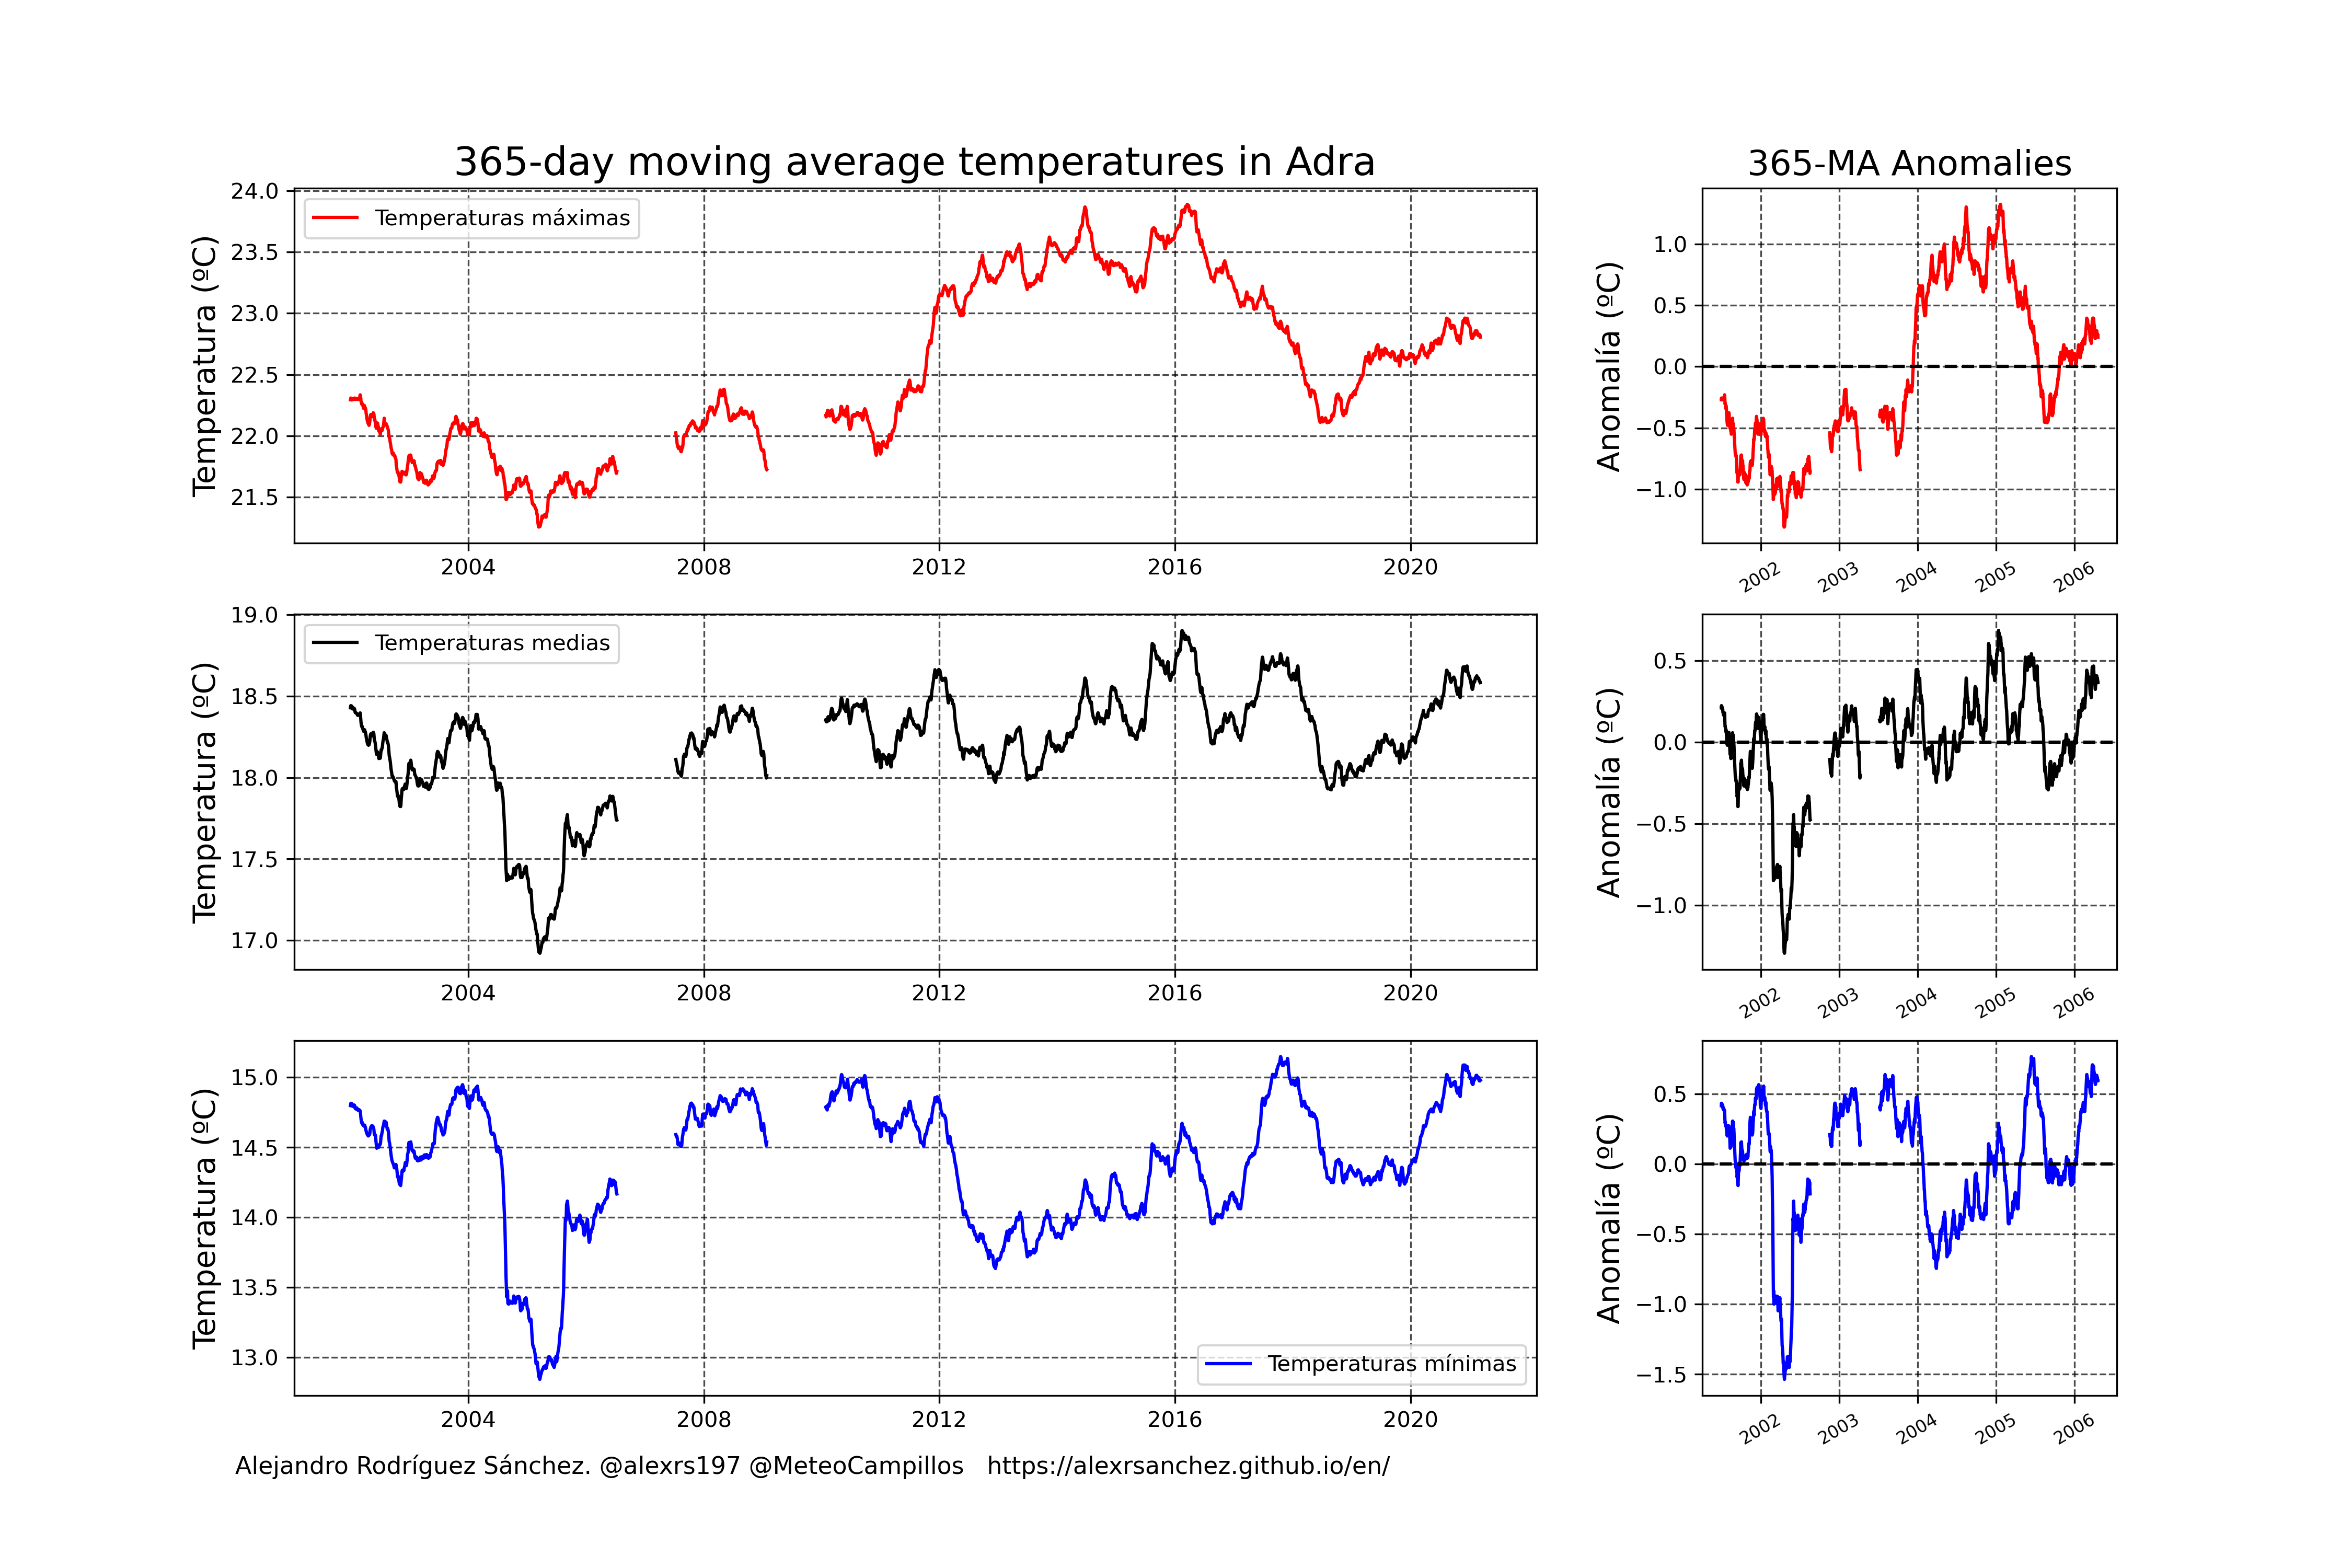 365-day moving average temperatures in Adra
365-MA Anomalies
Temperatura (ºC)
24.0
23.5
23.0
22.5
22.0
21.5
Temperaturas máximas
2004 2008 2012 2016 2020
Anomalía (ºC)
1.0
0.5
0.0
−0.5
−1.0
2002 2003 2004 2005 2006
Temperatura (ºC)
19.0
18.5
18.0
17.5
17.0
Temperaturas medias
2004 2008 2012 2016 2020
Anomalía (ºC)
0.5
0.0
−0.5
−1.0
2002 2003 2004 2005 2006
Temperatura (ºC)
15.0
14.5
14.0
13.5
13.0
Temperaturas mínimas
2004 2008 2012 2016 2020
Anomalía (ºC)
0.5
0.0
−0.5
−1.0
−1.5
2002 2003 2004 2005 2006
Alejandro Rodríguez Sánchez. @alexrs197 @MeteoCampillos https://alexrsanchez.github.io/en/